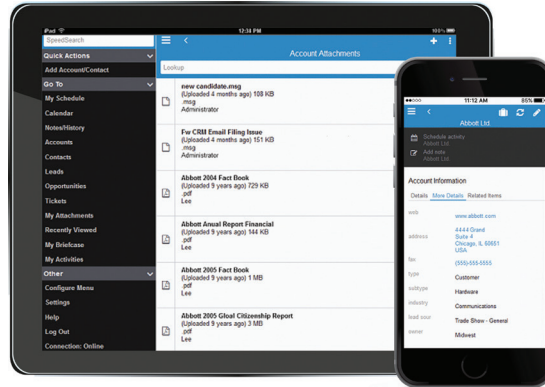 iPad
12:38 PM
100%
SpeedSearch
Quick Actions
Add Account/Contact
Go To
My Schedule
Calendar
Notes/History
Accounts
Contacts
Leads
Opportunities
Tickets
My Attachments
Recently Viewed
My Briefcase
My Activities
Other
Configure Menu
Settings
Help
Log Out
Connection: Online
Account Attachments
Lookup
new candidate.msg
(Uploaded 4 months ago) 108 KB
.msg
Administrator
Fw CRM Email Filing Issue
(Uploaded 4 months ago) 151 KB
.msg
Administrator
Abbott 2004 Fact Book
(Uploaded 9 years ago) 729 KB
.pdf
Lee
Abbott Anual Report Financial
(Uploaded 9 years ago) 144 KB
.pdf
Lee
Abbott 2005 Fact Book
(Uploaded 9 years ago) 1 MB
.pdf
Lee
Abbott 2005 Gloal Citizenship Report
(Uploaded 9 years ago) 3 MB
.pdf
Lee
11:12 AM
85%
Abbott Ltd.
Schedule activity
Abbott Ltd.
Add note
Abbott Ltd.
Account Information
Details More Details Related Items
web www.abbott.com
address 4444 Grand
Suite 4
Chicago, IL 60651
USA
fax (555)-555-5555
type Customer
subtype Hardware
industry Communications
lead sour Trade Show - General
owner Midwest